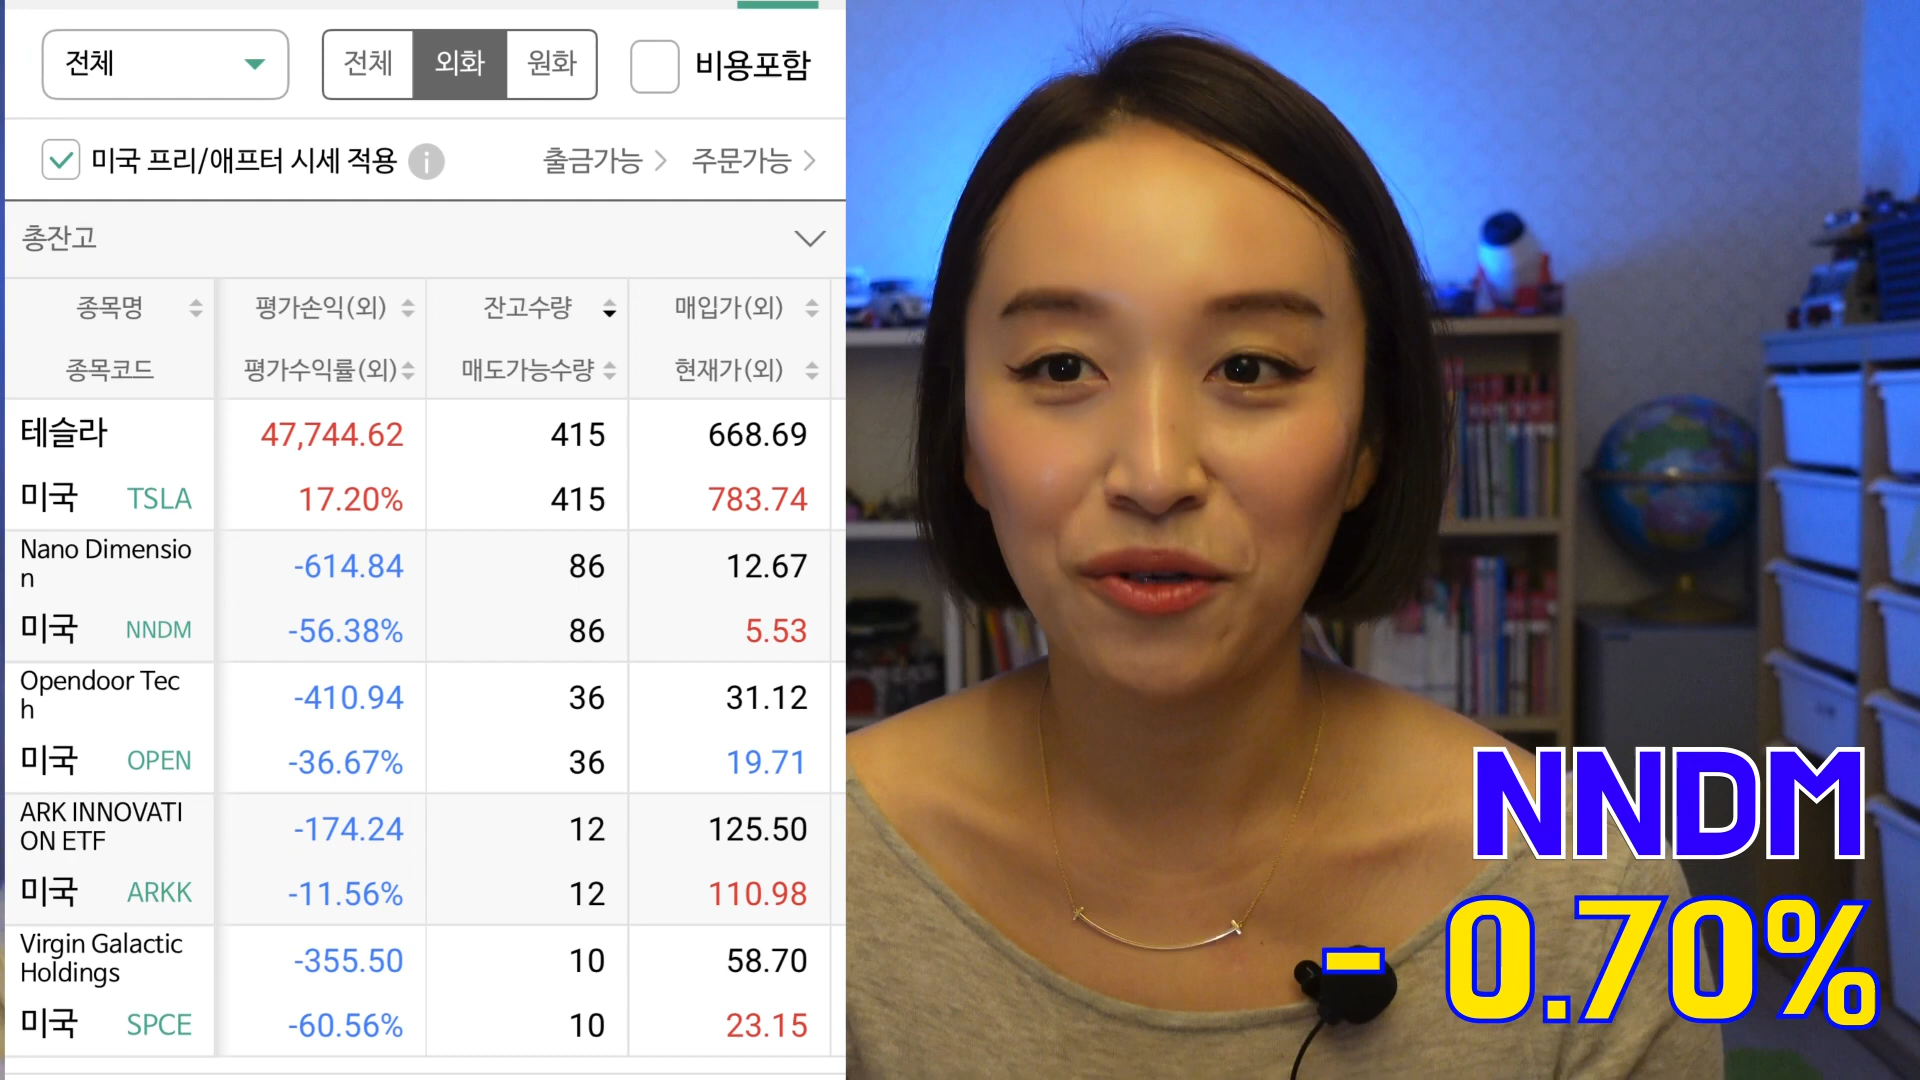 전체
전체 외화 원화 비용포함
미국 프리/애프터 시세 적용 i 출금가능 > 주문가능 >
총잔고
종목명 평가손익(외) 잔고수량 매입가(외)
종목코드 평가수익률(외) 매도가능수량 현재가(외)
테슬라 47,744.62 415 668.69
미국 TSLA 17.20% 415 783.74
Nano Dimensio
n
-614.84 86 12.67
미국 NNDM -56.38% 86 5.53
Opendoor Tec
h
-410.94 36 31.12
미국 OPEN -36.67% 36 19.71
ARK INNOVATI
ON ETF
-174.24 12 125.50
미국 ARKK -11.56% 12 110.98
Virgin Galactic
Holdings
-355.50 10 58.70
미국 SPCE -60.56% 10 23.15
NNDM
- 0.70%